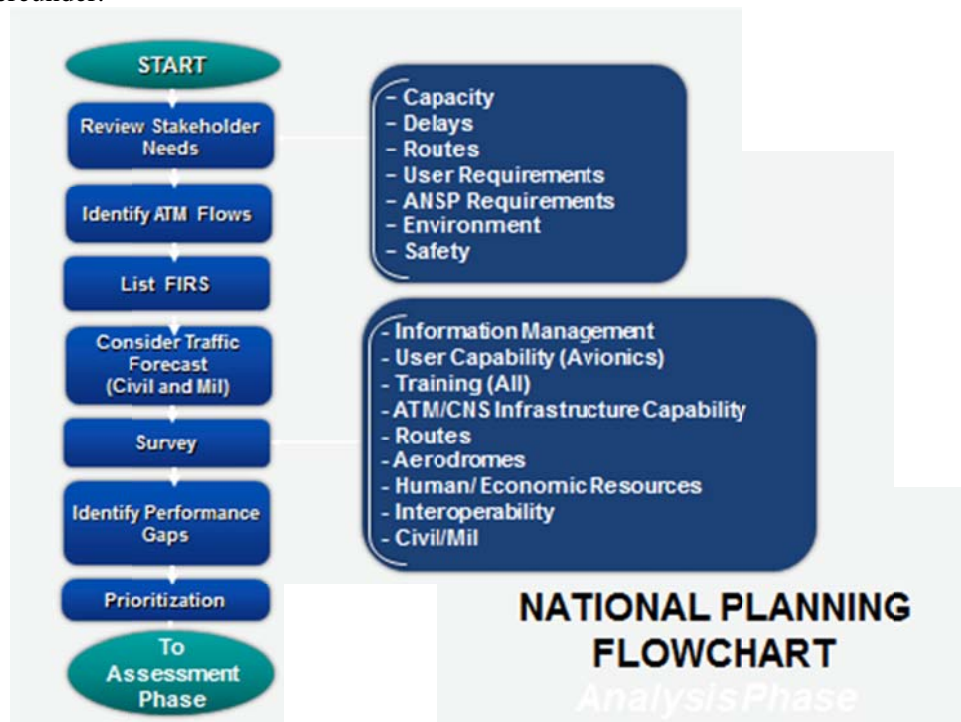 START
Review Stakeholder
Needs
Identify ATM Flows
List FIRS
Consider Traffic
Forecast
(Civil and Mil)
Survey
Identify Performance
Gaps
Prioritization
To
Assessment
Phase
– Capacity
– Delays
– Routes
– User Requirements
– ANSP Requirements
– Environment
– Safety
- Information Management
- User Capability (Avionics)
- Training (All)
- ATM/CNS Infrastructure Capability
- Routes
- Aerodromes
- Human/ Economic Resources
- Interoperability
- Civil/Mil
NATIONAL PLANNING
FLOWCHART
Analysis Phase